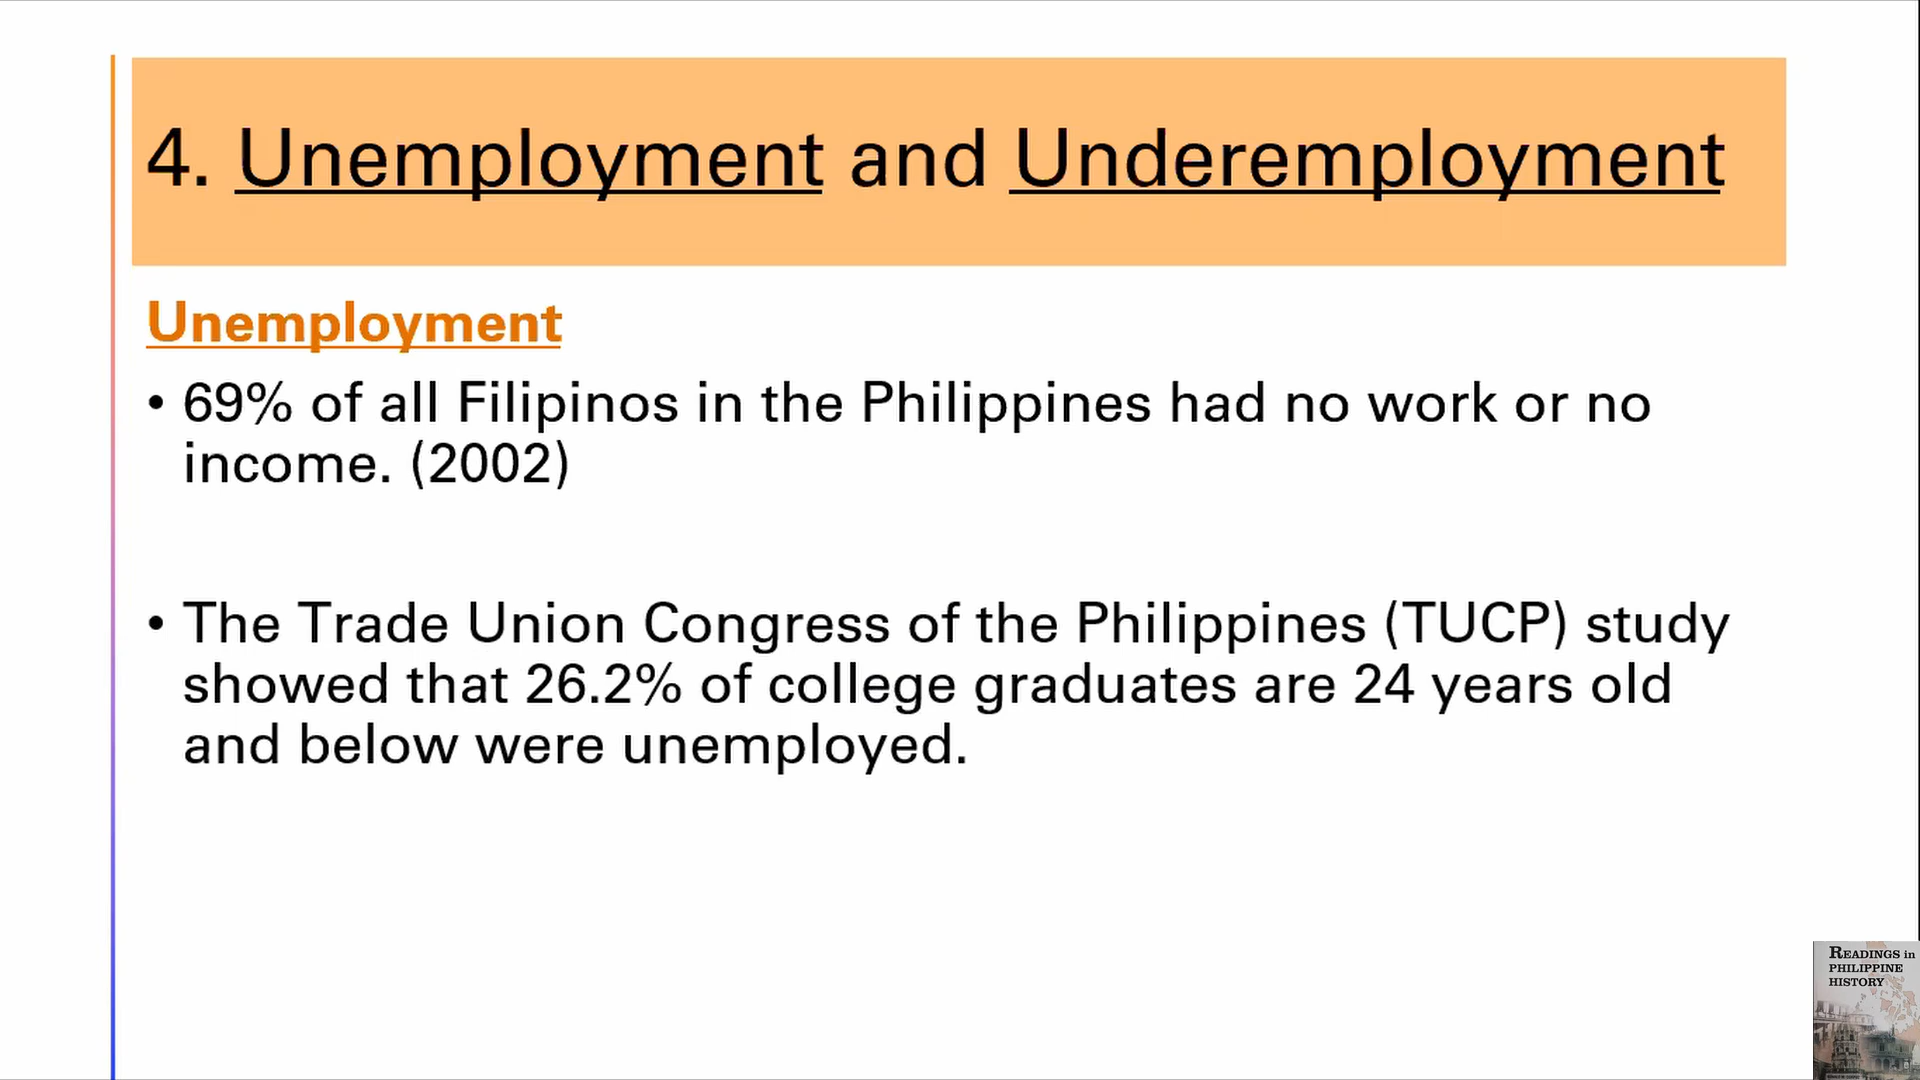 4. Unemployment and Underemployment
Unemployment
• 69% of all Filipinos in the Philippines had no work or no
income. (2002)
• The Trade Union Congress of the Philippines (TUCP) study
showed that 26.2% of college graduates are 24 years old
and below were unemployed.
READINGS in
PHILIPPINE
HISTORY